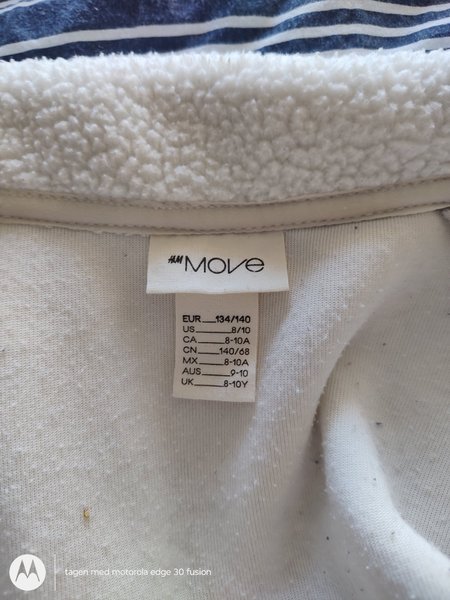 H&M MOVE
EUR 134/140
US 8/10
CA 8-10A
CN 140/68
MX 8-10A
AUS 9-10
UK 8-10Y
tagen med motorola edge 30 fusion